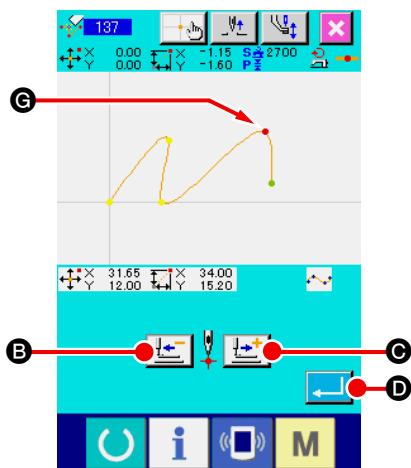 137
X 0.00 X -1.15 S 2700
Y 0.00 Y -1.60 P
G
X 31.65 X 34.00
Y 12.00 Y 15.20
B
C
D
i M